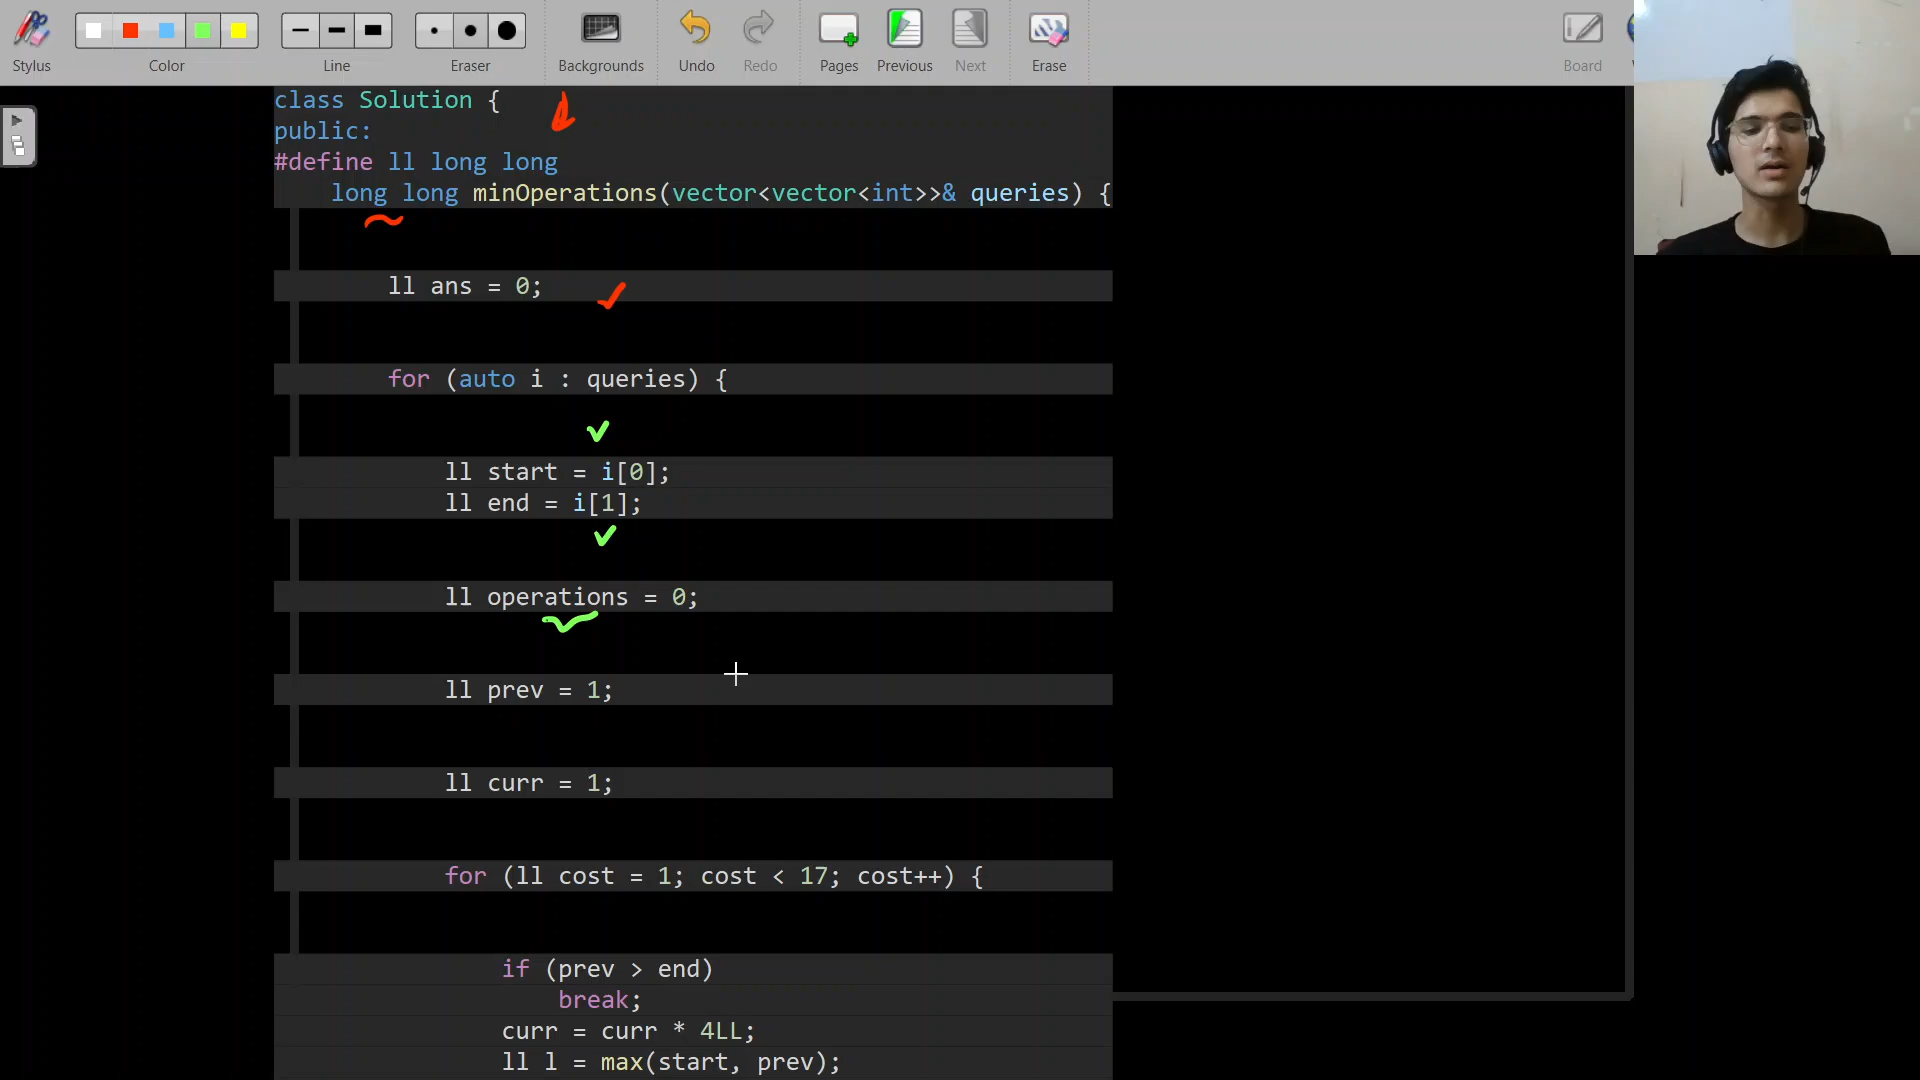 Stylus
Color
Line
Eraser
Backgrounds
Undo
Redo
Pages
Previous
Next
Erase
Board
class Solution {
public:
#define ll long long
long long minOperations(vector<vector<int>>& queries) {
ll ans = 0;
for (auto i : queries) {
ll start = i[0];
ll end = i[1];
ll operations = 0;
ll prev = 1;
ll curr = 1;
for (ll cost = 1; cost < 17; cost++) {
if (prev > end)
break;
curr = curr * 4LL;
ll l = max(start, prev);